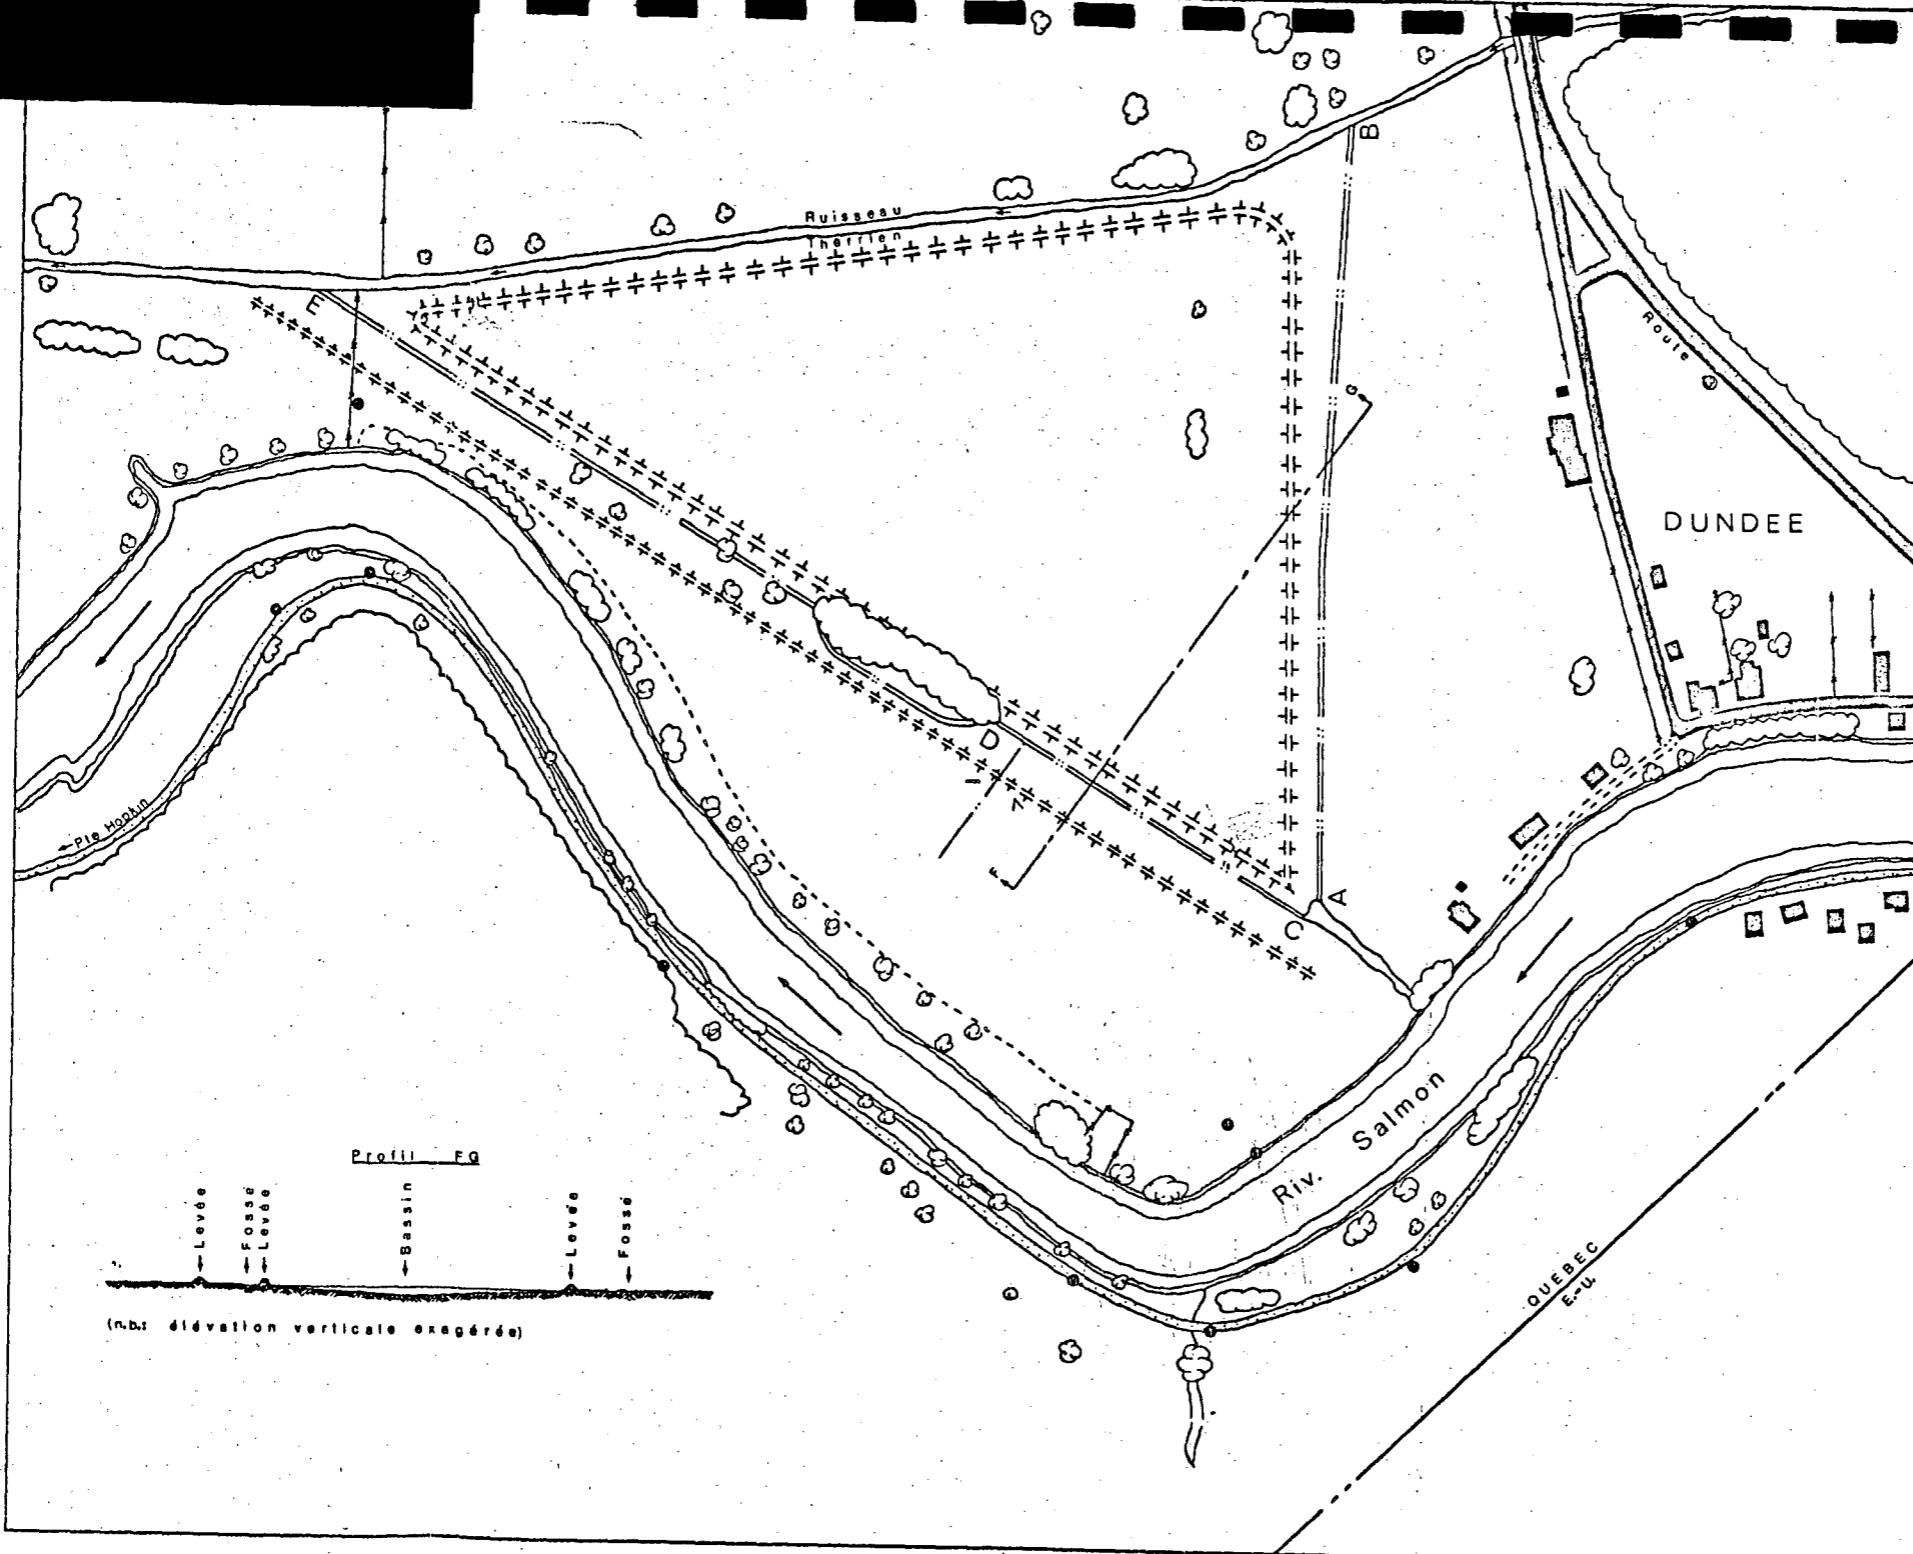 Ruisseau
Therrien
B
E
Route
G
DUNDEE
D
F
A
C
Pte Hopkin
Riv. Salmon
QUEBEC
E.-U.
Profil FG
Levée
Fossé
Levée
Bassin
Levée
Fossé
(n.b.: élévation verticale exagérée)